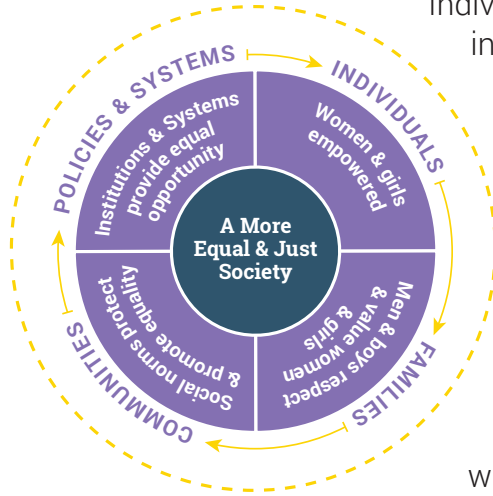 indiv
in
POLICIES & SYSTEMS
INDIVIDUALS
FAMILIES
COMMUNITIES
Institutions & Systems
provide equal
opportunity
Women & girls
empowered
Men & boys respect
& value women
& girls
Social norms protect
& promote equality
A More
Equal & Just
Society
w